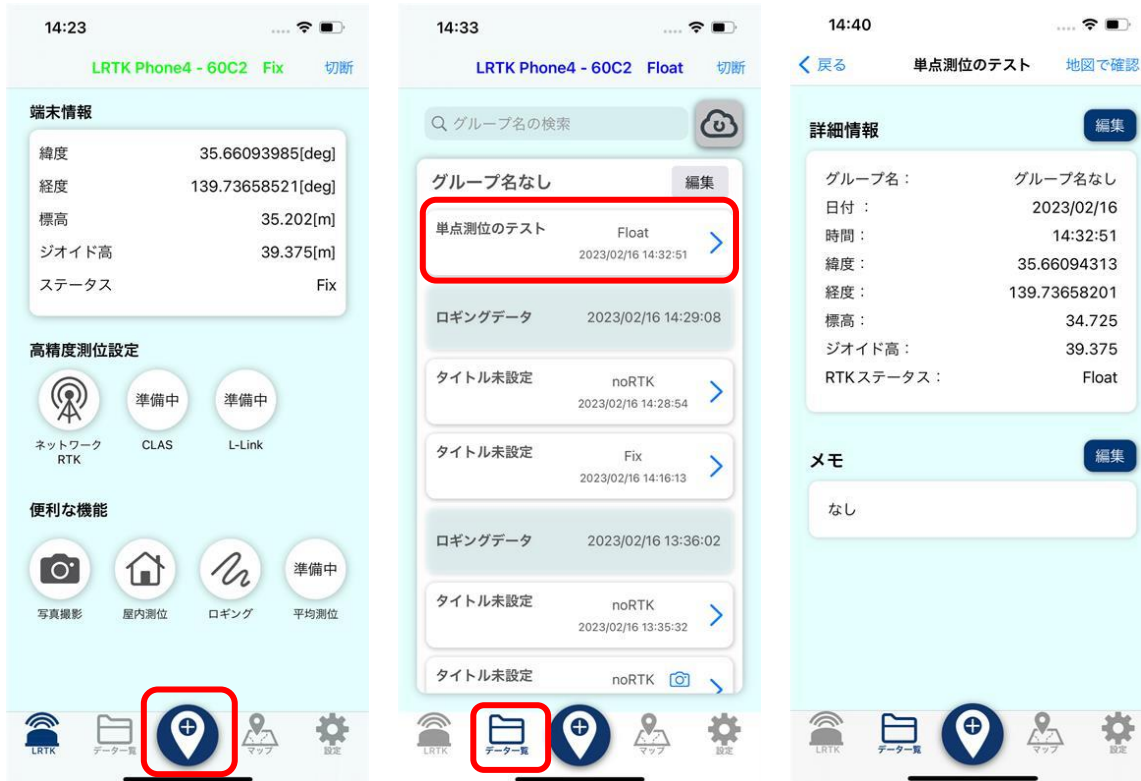 14:23
LRTK Phone4 - 60C2 Fix 切断
端末情報
緯度 35.66093985[deg]
経度 139.73658521[deg]
標高 35.202[m]
ジオイド高 39.375[m]
ステータス Fix
高精度測位設定
準備中 準備中
ネットワーク RTK
CLAS
L-Link
便利な機能
準備中
写真撮影 屋内測位 ロギング 平均測位
LRTK データ一覧 マップ 設定
14:33
LRTK Phone4 - 60C2 Float 切断
グループ名の検索
グループ名なし 編集
単点測位のテスト Float
2023/02/16 14:32:51
ロギングデータ 2023/02/16 14:29:08
タイトル未設定 noRTK
2023/02/16 14:28:54
タイトル未設定 Fix
2023/02/16 14:16:13
ロギングデータ 2023/02/16 13:36:02
タイトル未設定 noRTK
2023/02/16 13:35:32
タイトル未設定 noRTK
LRTK データ一覧 マップ 設定
14:40
戻る 単点測位のテスト 地図で確認
詳細情報 編集
グループ名： グループ名なし
日付 ： 2023/02/16
時間： 14:32:51
緯度： 35.66094313
経度： 139.73658201
標高： 34.725
ジオイド高： 39.375
RTKステータス： Float
メモ 編集
なし
LRTK データ一覧 マップ 設定